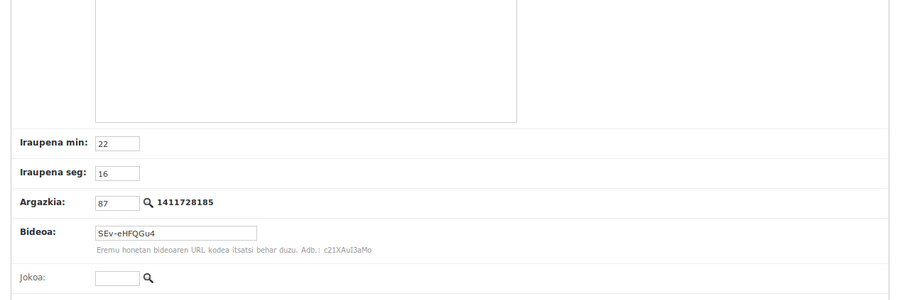 Iraupena min: 22
Iraupena seg: 16
Argazkia: 87 1411728185
Bideoa: SEv-eHFQGu4
Eremu honetan bideoaren URL kodea itsatsi behar duzu. Adb.: c21XAuI3aMo
Jokoa: